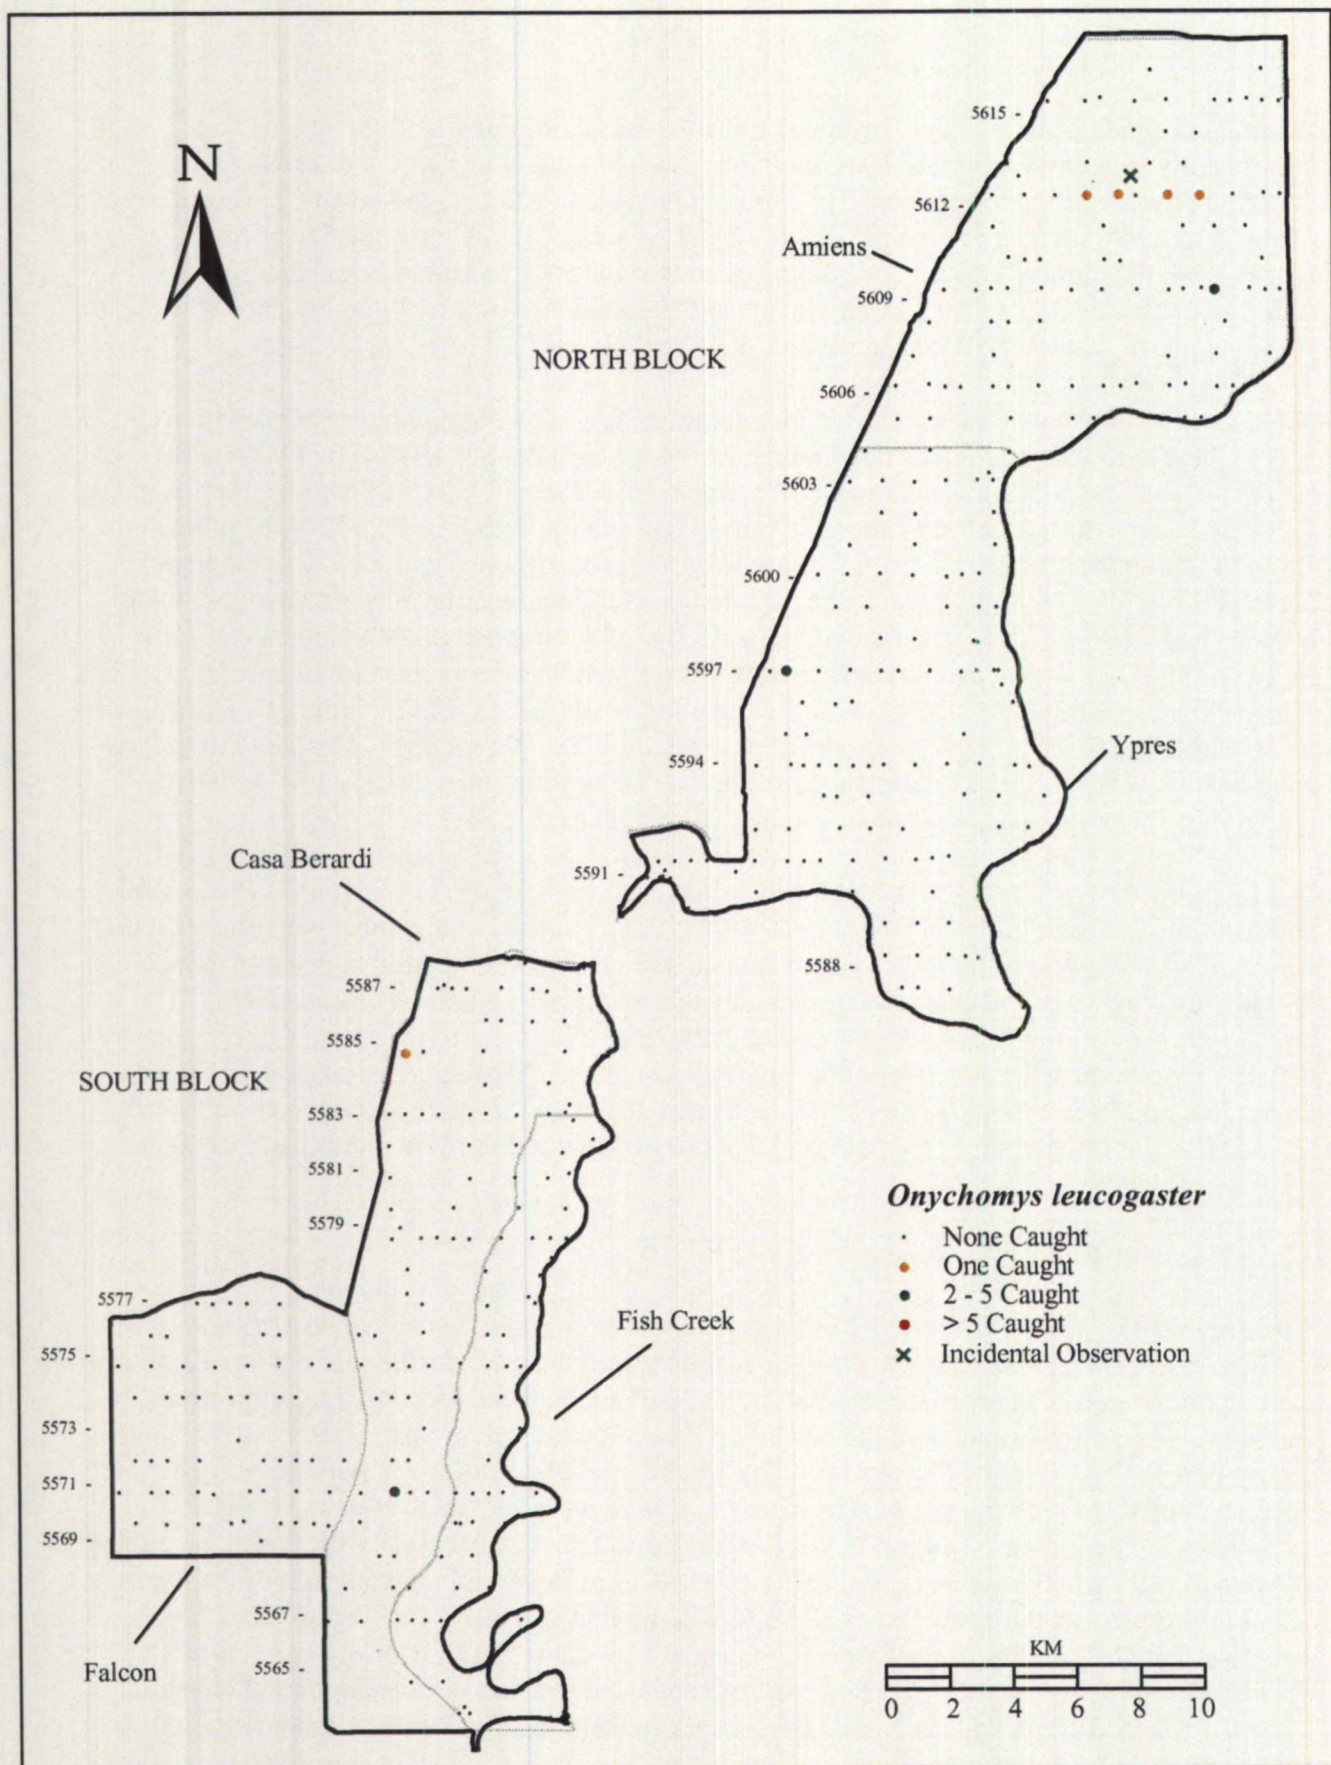 N
5615 -
5612 -
Amiens
5609 -
NORTH BLOCK
5606 -
5603 -
5600 -
5597 -
Ypres
5594 -
Casa Berardi
5591 -
5588 -
5587 -
5585 -
SOUTH BLOCK
5583 -
5581 -
5579 -
5577 -
5575 -
5573 -
5571 -
5569 -
5567 -
5565 -
Fish Creek
Falcon
Onychomys leucogaster
None Caught
One Caught
2 - 5 Caught
> 5 Caught
Incidental Observation
KM
0 2 4 6 8 10